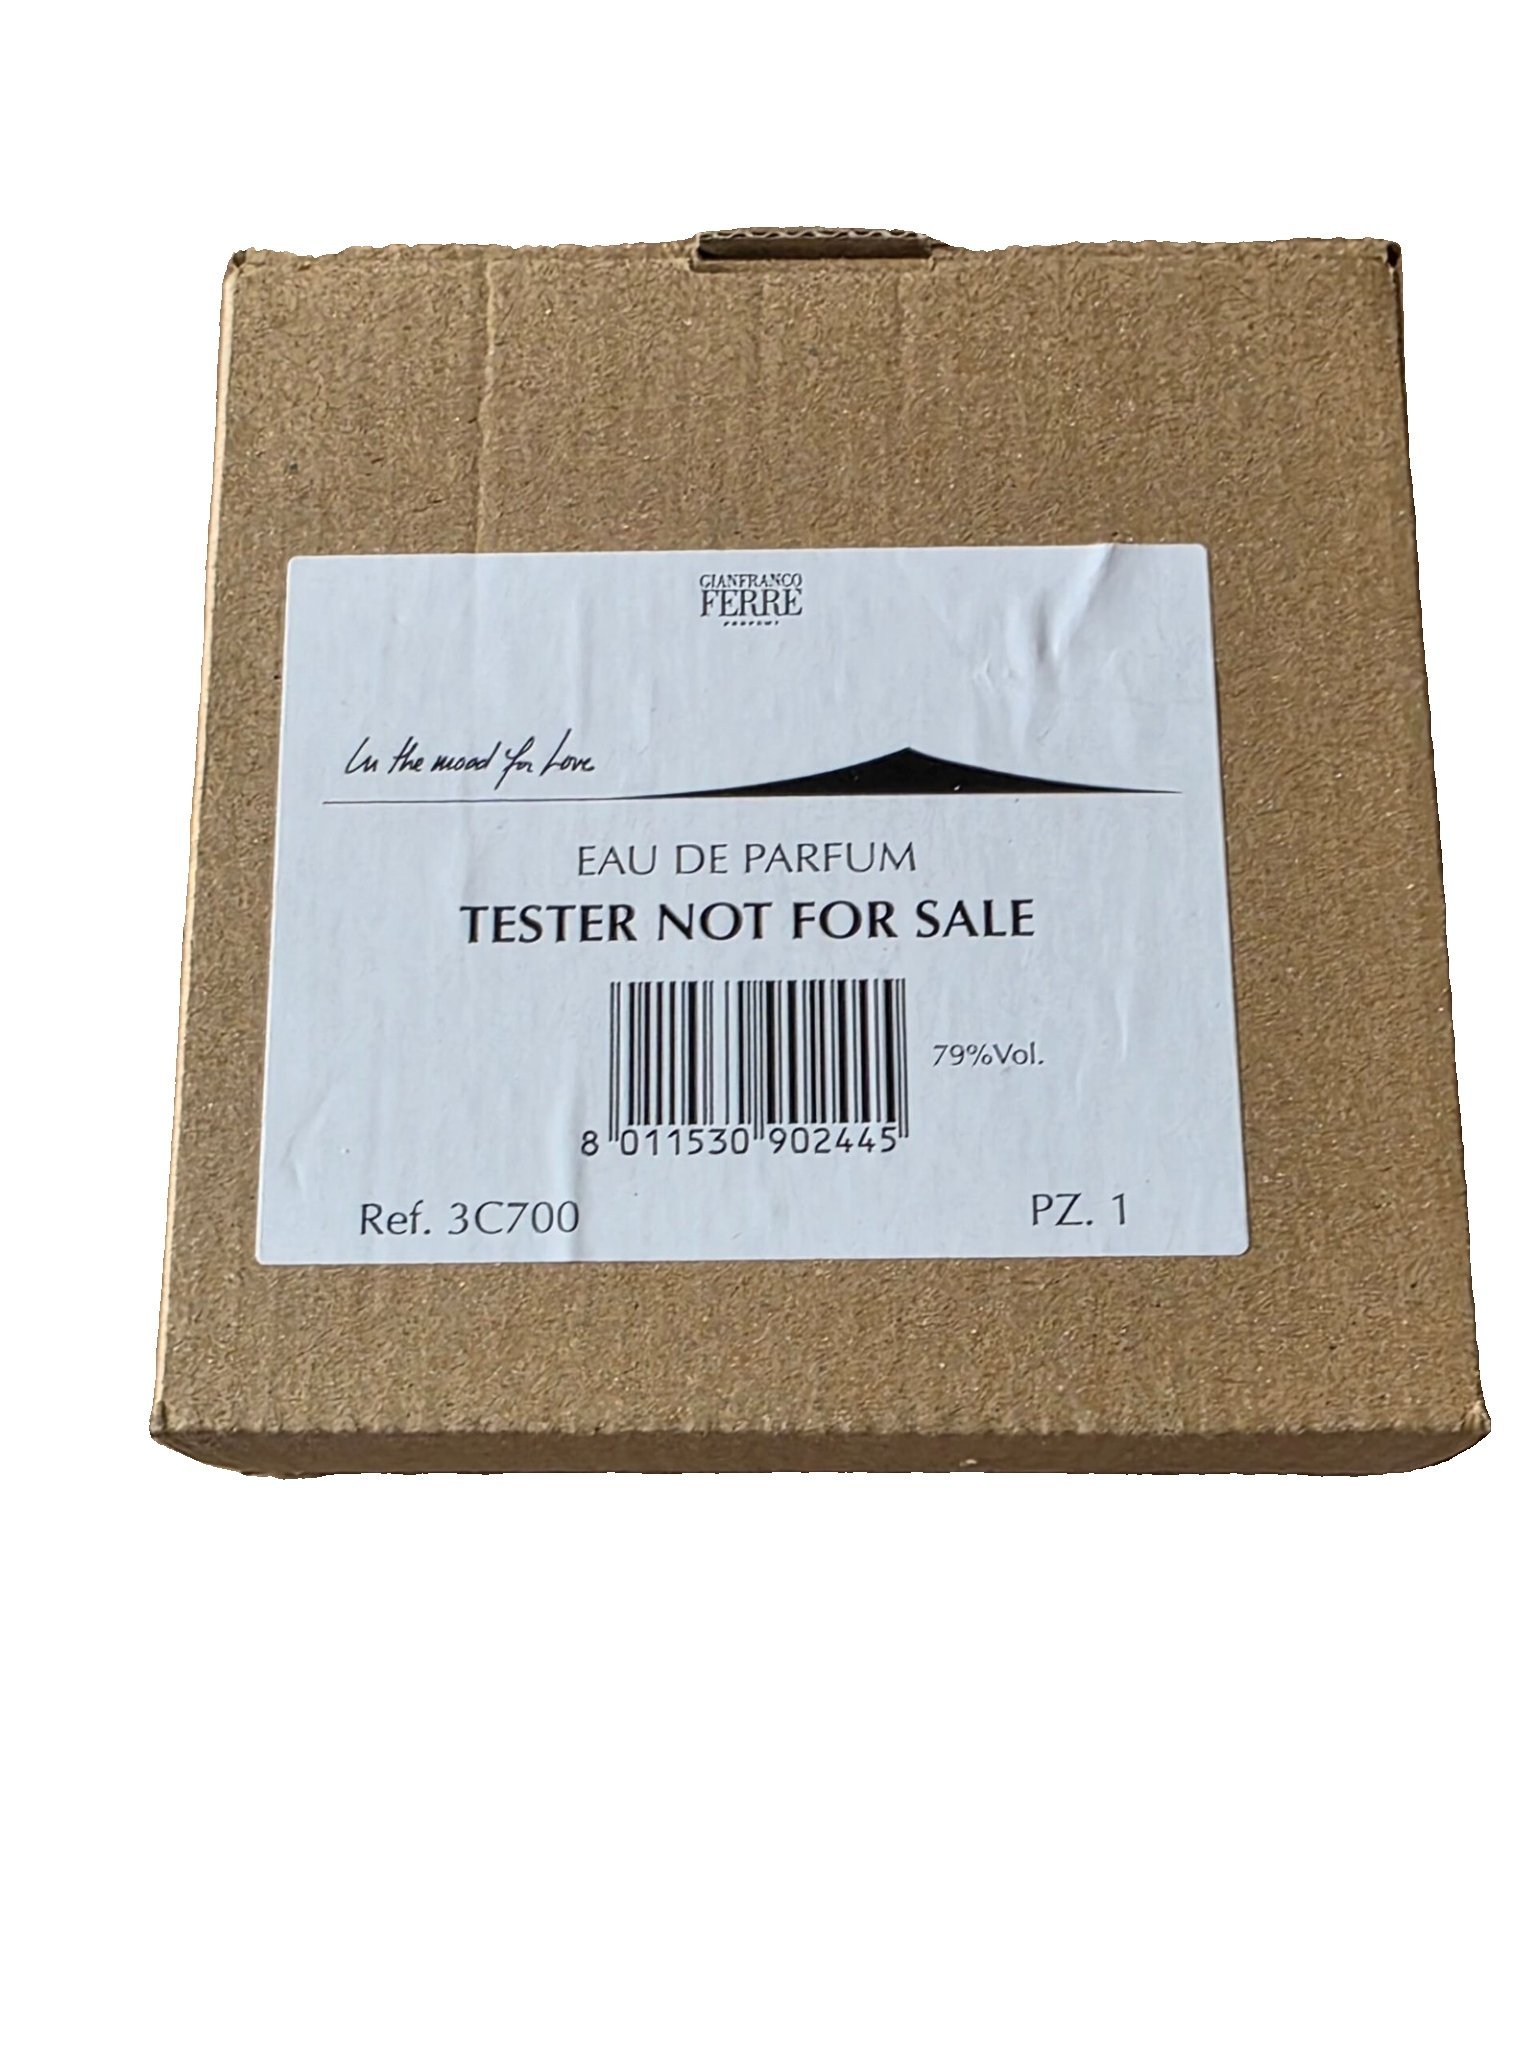 GIANFRANCO
FERRE
PROFUMI
In the mood for Love
EAU DE PARFUM
TESTER NOT FOR SALE
79%Vol.
8 011530 902445
Ref. 3C700
PZ. 1